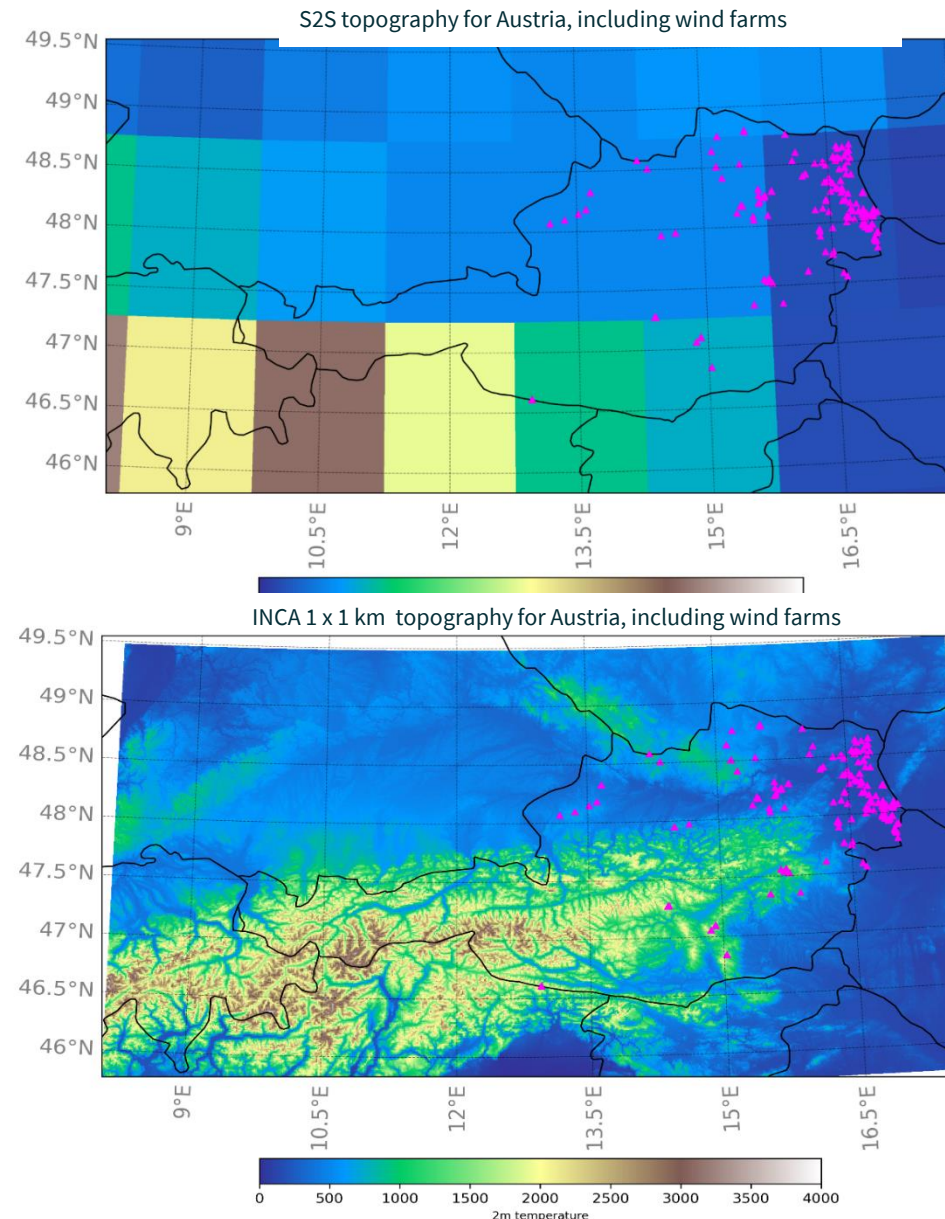 S2S topography for Austria, including wind farms
49.5°N
49°N
48.5°N
48°N
47.5°N
47°N
46.5°N
46°N
9°E
10.5°E
12°E
13.5°E
15°E
16.5°E
INCA 1 x 1 km topography for Austria, including wind farms
49.5°N
49°N
48.5°N
48°N
47.5°N
47°N
46.5°N
46°N
9°E
10.5°E
12°E
13.5°E
15°E
16.5°E
0 500 1000 1500 2000 2500 3000 3500 4000
2m temperature